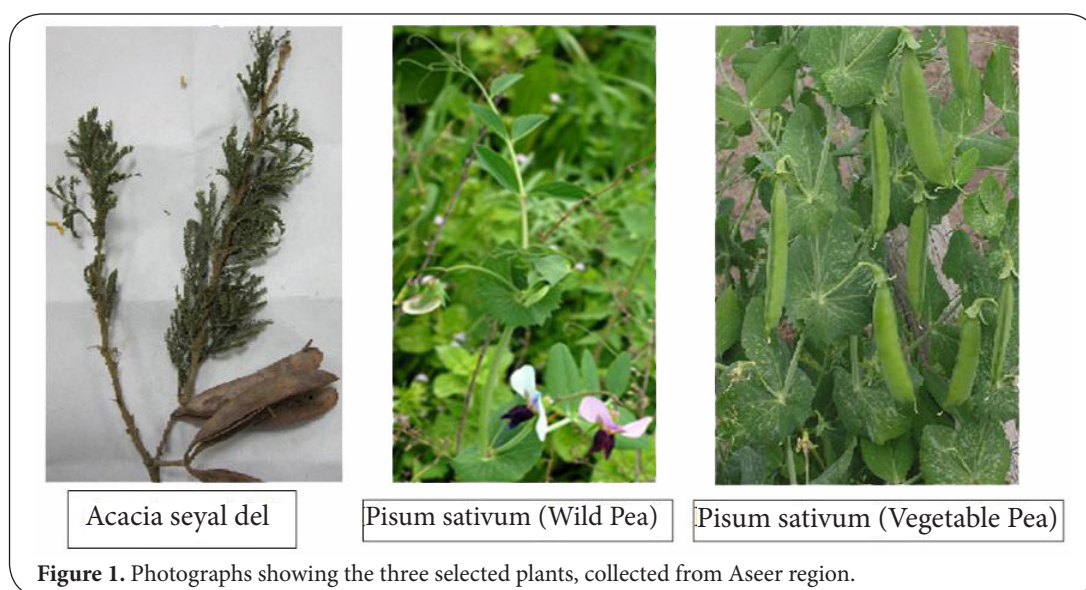 Acacia seyal del
Pisum sativum (Wild Pea)
Pisum sativum (Vegetable Pea)
Figure 1. Photographs showing the three selected plants, collected from Aseer region.